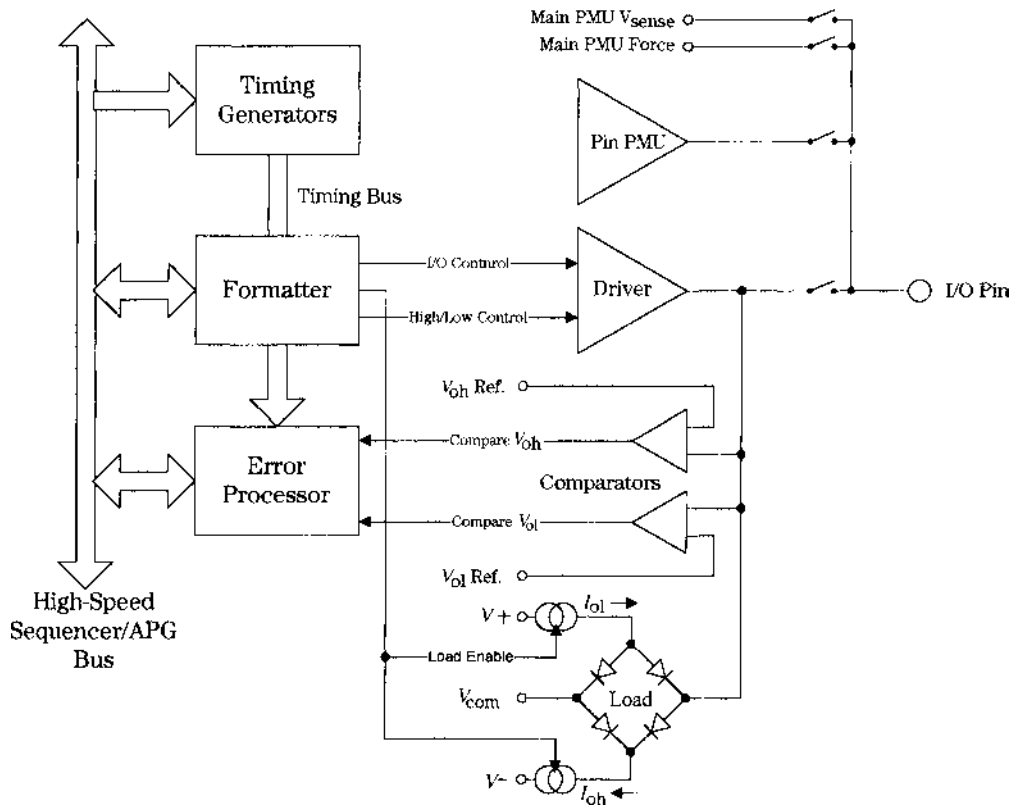 Main PMU Vsense
Main PMU Force
Timing
Generators
Pin PMU
Timing Bus
Formatter
I/O Control
High/Low Control
Driver
I/O Pin
Voh Ref.
Compare Voh
Error
Processor
Comparators
Compare Vol
Vol Ref.
High-Speed
Sequencer/APG
Bus
V+
Iol
Load Enable
Vcom
Load
V-
Ioh